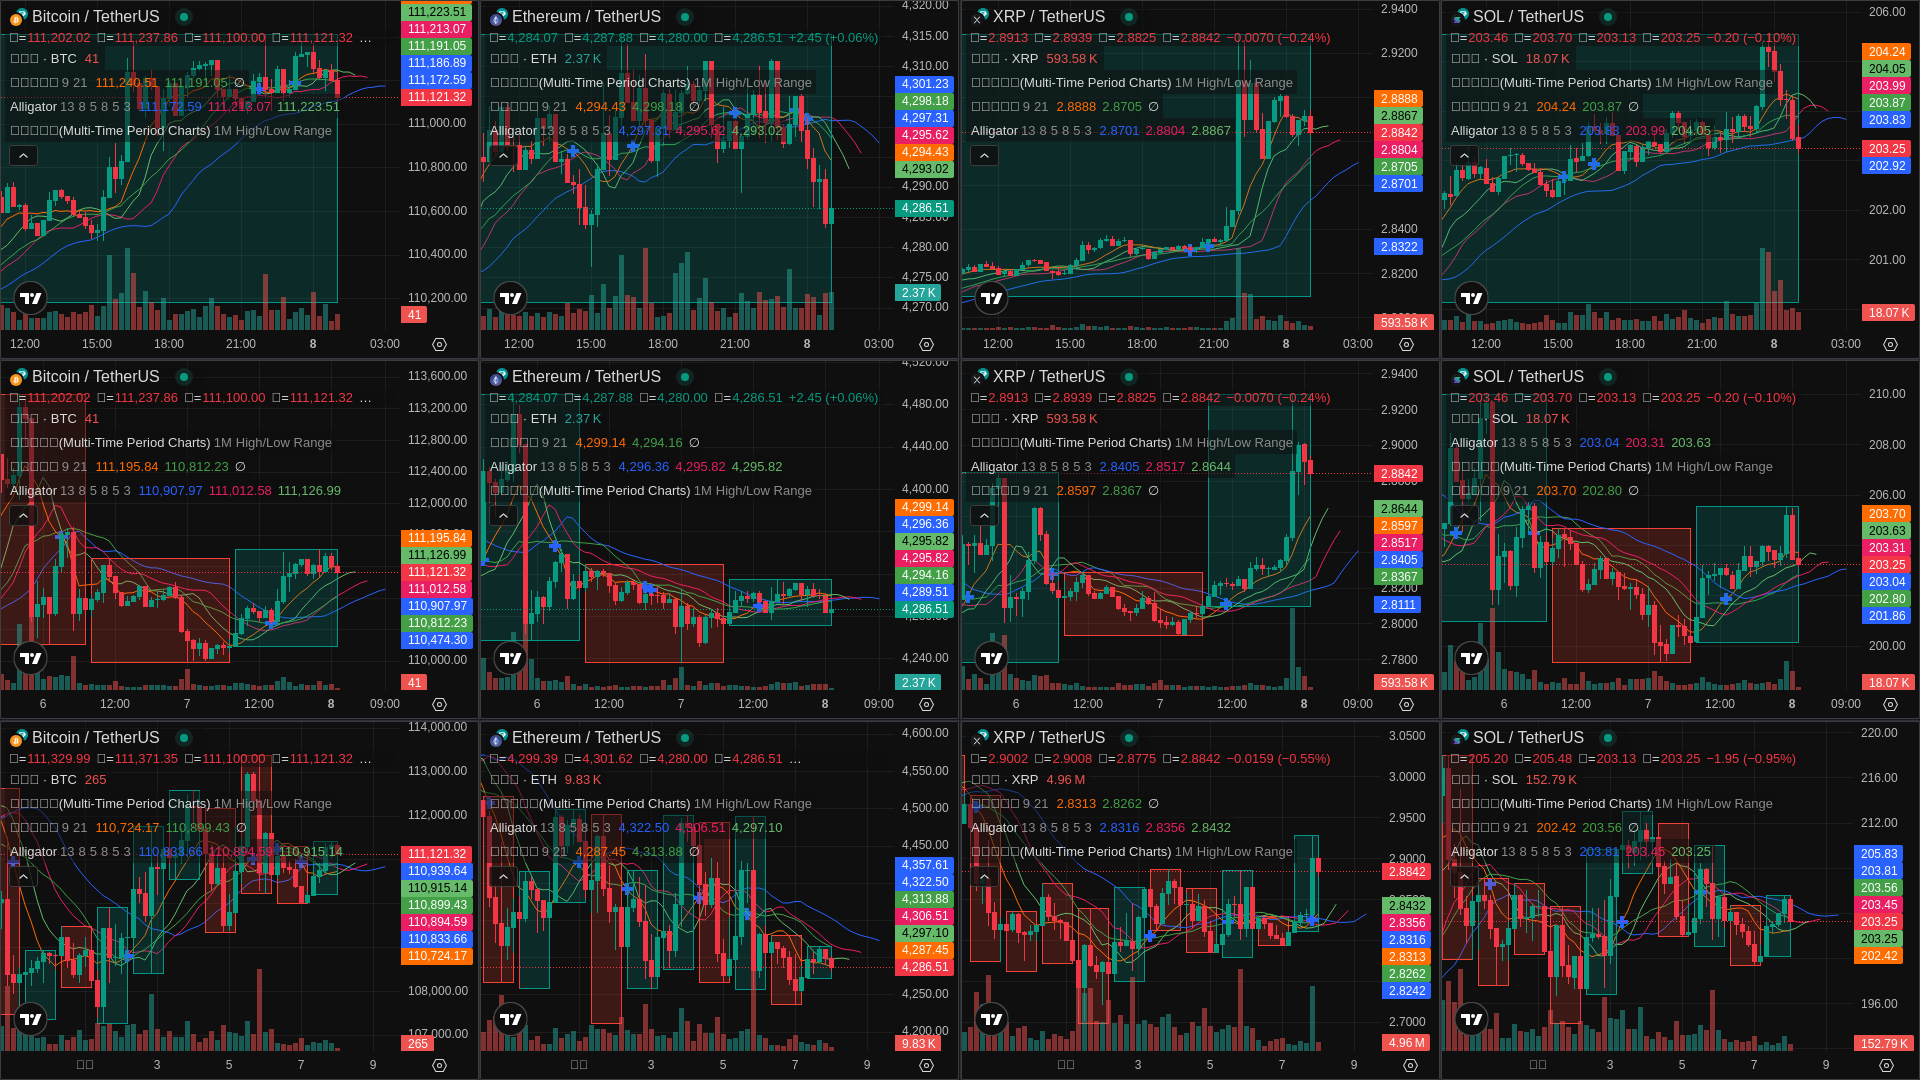 Bitcoin / TetherUS
□=111,202.02 □=111,237.86 □=111,100.00 □=111,121.32 ...
□□□ · BTC 41
□□□□□ 9 21 111,240.51 111,191.05 ∅
Alligator 13 8 5 8 5 3 111,172.59 111,213.07 111,223.51
□□□□□(Multi-Time Period Charts) 1M High/Low Range
111,223.51
111,213.07
111,191.05
111,186.89
111,172.59
111,121.32
111,000.00
110,800.00
110,600.00
110,400.00
110,200.00
41
12:00 15:00 18:00 21:00 8 03:00
Ethereum / TetherUS
□=4,284.07 □=4,287.88 □=4,280.00 □=4,286.51 +2.45 (+0.06%)
□□□ · ETH 2.37 K
□□□□□(Multi-Time Period Charts) 1M High/Low Range
□□□□□ 9 21 4,294.43 4,298.18 ∅
Alligator 13 8 5 8 5 3 4,297.31 4,295.62 4,293.02
4,320.00
4,315.00
4,310.00
4,301.23
4,298.18
4,297.31
4,295.62
4,294.43
4,293.02
4,290.00
4,286.51
4,285.00
4,280.00
4,275.00
2.37 K
4,270.00
12:00 15:00 18:00 21:00 8 03:00
XRP / TetherUS
□=2.8913 □=2.8939 □=2.8825 □=2.8842 −0.0070 (−0.24%)
□□□ · XRP 593.58 K
□□□□□(Multi-Time Period Charts) 1M High/Low Range
□□□□□ 9 21 2.8888 2.8705 ∅
Alligator 13 8 5 8 5 3 2.8701 2.8804 2.8867
2.9400
2.9200
2.8888
2.8867
2.8842
2.8804
2.8705
2.8701
2.8400
2.8322
2.8200
593.58 K
12:00 15:00 18:00 21:00 8 03:00
SOL / TetherUS
□=203.46 □=203.70 □=203.13 □=203.25 −0.20 (−0.10%)
□□□ · SOL 18.07 K
□□□□□(Multi-Time Period Charts) 1M High/Low Range
□□□□□ 9 21 204.24 203.87 ∅
Alligator 13 8 5 8 5 3 203.83 203.99 204.05
206.00
204.24
204.05
203.99
203.87
203.83
203.25
202.92
202.00
201.00
18.07 K
12:00 15:00 18:00 21:00 8 03:00
Bitcoin / TetherUS
□=111,202.02 □=111,237.86 □=111,100.00 □=111,121.32 ...
□□□ · BTC 41
□□□□□(Multi-Time Period Charts) 1M High/Low Range
□□□□□ 9 21 111,195.84 110,812.23 ∅
Alligator 13 8 5 8 5 3 110,907.97 111,012.58 111,126.99
113,600.00
113,200.00
112,800.00
112,400.00
112,000.00
111,195.84
111,126.99
111,121.32
111,012.58
110,907.97
110,812.23
110,474.30
110,000.00
41
6 12:00 7 12:00 8 09:00
Ethereum / TetherUS
□=4,284.07 □=4,287.88 □=4,280.00 □=4,286.51 +2.45 (+0.06%)
□□□ · ETH 2.37 K
□□□□□ 9 21 4,299.14 4,294.16 ∅
Alligator 13 8 5 8 5 3 4,296.36 4,295.82 4,295.82
□□□□□(Multi-Time Period Charts) 1M High/Low Range
4,520.00
4,480.00
4,440.00
4,400.00
4,299.14
4,296.36
4,295.82
4,295.82
4,294.16
4,289.51
4,286.51
4,240.00
2.37 K
6 12:00 7 12:00 8 09:00
XRP / TetherUS
□=2.8913 □=2.8939 □=2.8825 □=2.8842 −0.0070 (−0.24%)
□□□ · XRP 593.58 K
□□□□□(Multi-Time Period Charts) 1M High/Low Range
Alligator 13 8 5 8 5 3 2.8405 2.8517 2.8644
□□□□□ 9 21 2.8597 2.8367 ∅
2.9400
2.9200
2.9000
2.8842
2.8800
2.8644
2.8597
2.8517
2.8405
2.8367
2.8200
2.8111
2.8000
2.7800
593.58 K
6 12:00 7 12:00 8 09:00
SOL / TetherUS
□=203.46 □=203.70 □=203.13 □=203.25 −0.20 (−0.10%)
□□□ · SOL 18.07 K
Alligator 13 8 5 8 5 3 203.04 203.31 203.63
□□□□□(Multi-Time Period Charts) 1M High/Low Range
□□□□□ 9 21 203.70 202.80 ∅
210.00
208.00
206.00
203.70
203.63
203.31
203.25
203.04
202.80
201.86
200.00
18.07 K
6 12:00 7 12:00 8 09:00
Bitcoin / TetherUS
□=111,329.99 □=111,371.35 □=111,100.00 □=111,121.32 ...
□□□ · BTC 265
□□□□□(Multi-Time Period Charts) 1M High/Low Range
□□□□□ 9 21 110,724.17 110,899.43 ∅
Alligator 13 8 5 8 5 3 110,833.66 110,894.59 110,915.14
114,000.00
113,000.00
112,000.00
111,121.32
110,939.64
110,915.14
110,899.43
110,894.59
110,833.66
110,724.17
108,000.00
107,000.00
265
□□ 3 5 7 9
Ethereum / TetherUS
□=4,299.39 □=4,301.62 □=4,280.00 □=4,286.51 ...
□□□ · ETH 9.83 K
□□□□□(Multi-Time Period Charts) 1M High/Low Range
Alligator 13 8 5 8 5 3 4,322.50 4,306.51 4,297.10
□□□□□ 9 21 4,287.45 4,313.88 ∅
4,600.00
4,550.00
4,500.00
4,450.00
4,357.61
4,322.50
4,313.88
4,306.51
4,297.10
4,287.45
4,286.51
4,250.00
4,200.00
9.83 K
□□ 3 5 7 9
XRP / TetherUS
□=2.9002 □=2.9008 □=2.8775 □=2.8842 −0.0159 (−0.55%)
□□□ · XRP 4.96 M
□□□□□ 9 21 2.8313 2.8262 ∅
Alligator 13 8 5 8 5 3 2.8316 2.8356 2.8432
□□□□□(Multi-Time Period Charts) 1M High/Low Range
3.0500
3.0000
2.9500
2.9000
2.8842
2.8432
2.8356
2.8316
2.8313
2.8262
2.8242
2.7000
4.96 M
□□ 3 5 7 9
SOL / TetherUS
□=205.20 □=205.48 □=203.13 □=203.25 −1.95 (−0.95%)
□□□ · SOL 152.79 K
□□□□□(Multi-Time Period Charts) 1M High/Low Range
□□□□□ 9 21 202.42 203.56 ∅
Alligator 13 8 5 8 5 3 203.81 203.45 203.25
220.00
216.00
212.00
205.83
203.81
203.56
203.45
203.25
203.25
202.42
196.00
152.79 K
□□ 3 5 7 9